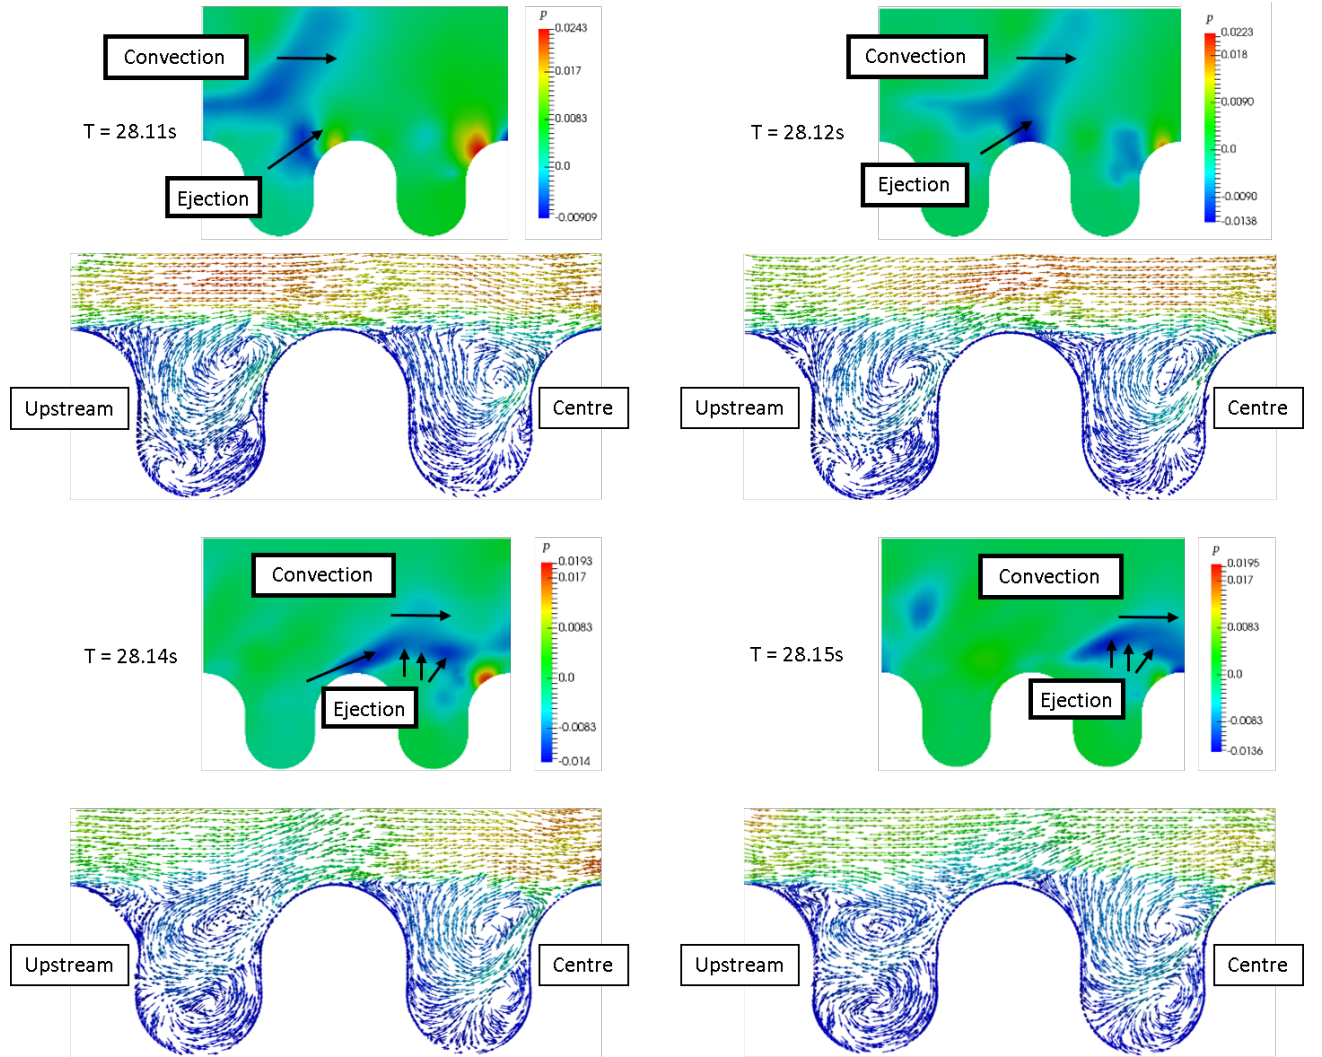 p
0.0243
Convection
0.017
T = 28.11s
0.0083
0.0
Ejection
-0.00909
p
0.0223
Convection
0.018
0.0090
T = 28.12s
0.0
Ejection
-0.0090
-0.0138
Upstream
Centre
Upstream
Centre
p
0.0193
Convection
0.017
0.0083
T = 28.14s
0.0
Ejection
-0.0083
-0.014
p
0.0195
Convection
0.017
0.0083
T = 28.15s
0.0
Ejection
-0.0083
-0.0136
Upstream
Centre
Upstream
Centre